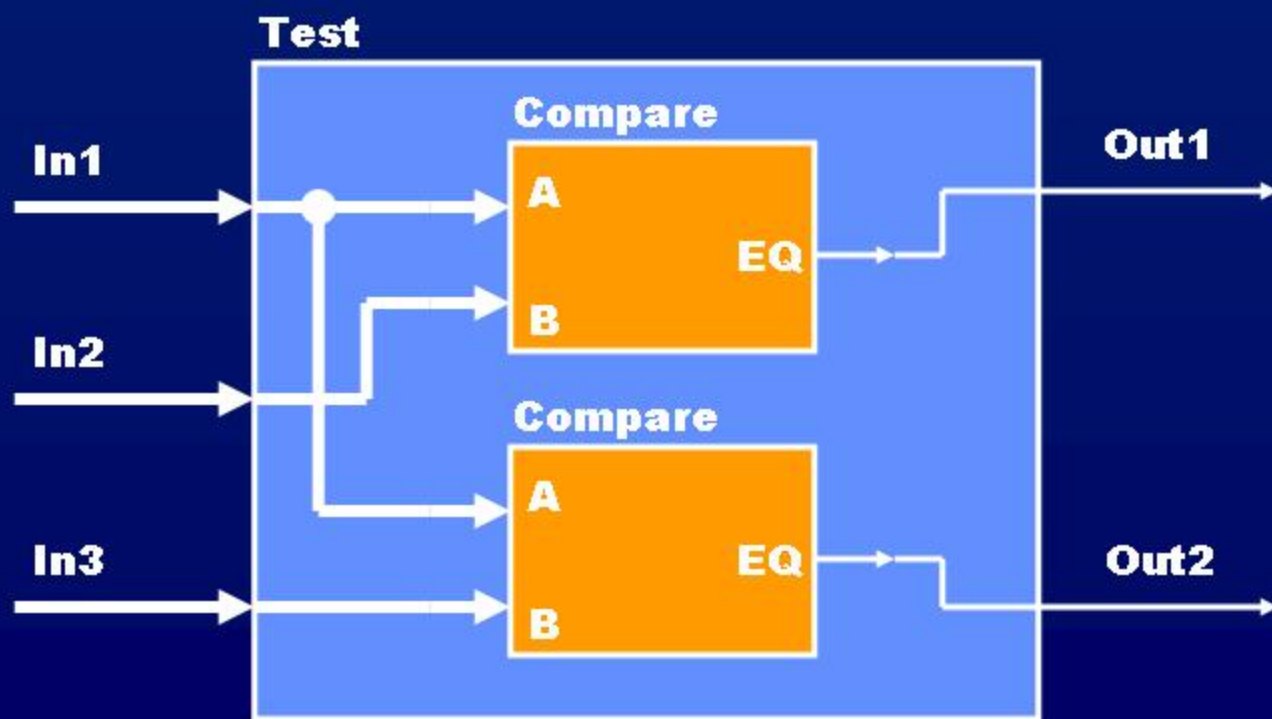 Test
Compare
In1
A
Out1
EQ
B
In2
Compare
A
In3
EQ
Out2
B